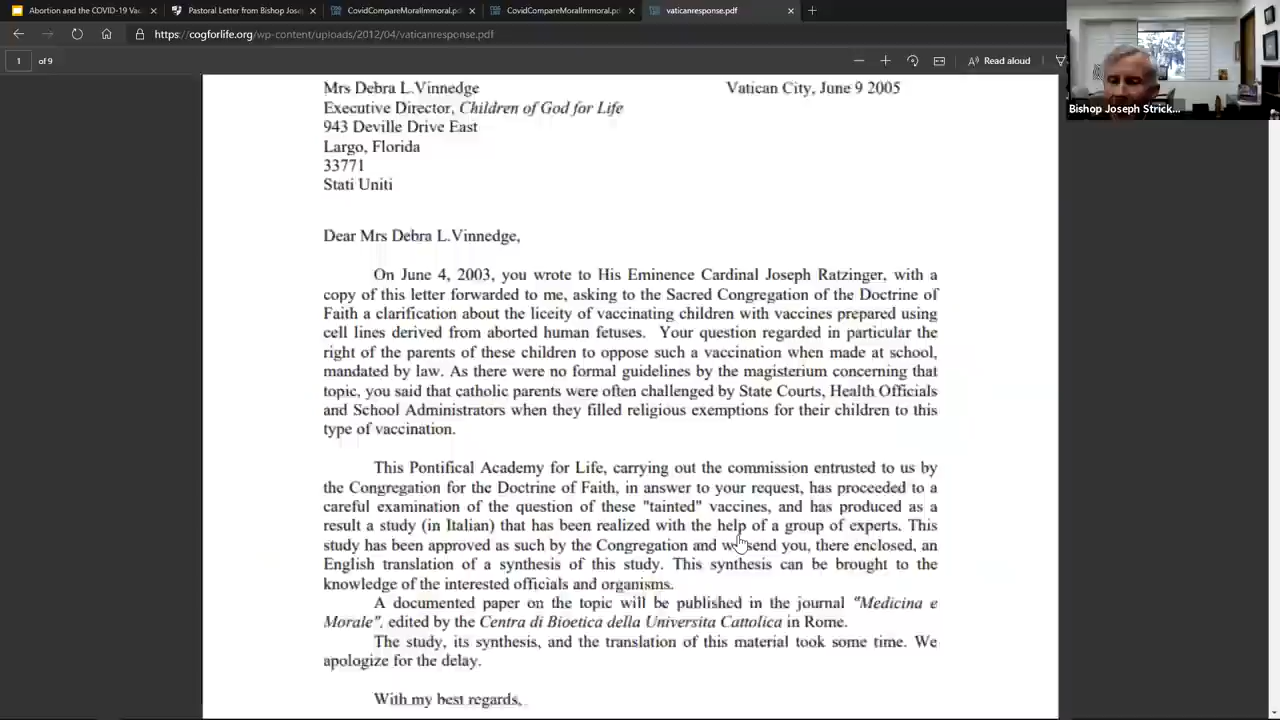 Abortion and the COVID-19 Va
Pastoral Letter from Bishop Jose
CovidCompareMoralImmoral.pd
CovidCompareMoralImmoral.pd
vaticanresponse.pdf
https://cogforlife.org/wp-content/uploads/2012/04/vaticanresponse.pdf
1 of 9
Read aloud
Bishop Joseph Strick...
Mrs Debra L.Vinnedge Vatican City, June 9 2005
Executive Director, Children of God for Life
943 Deville Drive East
Largo, Florida
33771
Stati Uniti
Dear Mrs Debra L.Vinnedge,
On June 4, 2003, you wrote to His Eminence Cardinal Joseph Ratzinger, with a
copy of this letter forwarded to me, asking to the Sacred Congregation of the Doctrine of
Faith a clarification about the liceity of vaccinating children with vaccines prepared using
cell lines derived from aborted human fetuses. Your question regarded in particular the
right of the parents of these children to oppose such a vaccination when made at school,
mandated by law. As there were no formal guidelines by the magisterium concerning that
topic, you said that catholic parents were often challenged by State Courts, Health Officials
and School Administrators when they filled religious exemptions for their children to this
type of vaccination.
This Pontifical Academy for Life, carrying out the commission entrusted to us by
the Congregation for the Doctrine of Faith, in answer to your request, has proceeded to a
careful examination of the question of these "tainted" vaccines, and has produced as a
result a study (in Italian) that has been realized with the help of a group of experts. This
study has been approved as such by the Congregation and we send you, there enclosed, an
English translation of a synthesis of this study. This synthesis can be brought to the
knowledge of the interested officials and organisms.
A documented paper on the topic will be published in the journal "Medicina e
Morale", edited by the Centra di Bioetica della Universita Cattolica in Rome.
The study, its synthesis, and the translation of this material took some time. We
apologize for the delay.
With my best regards,